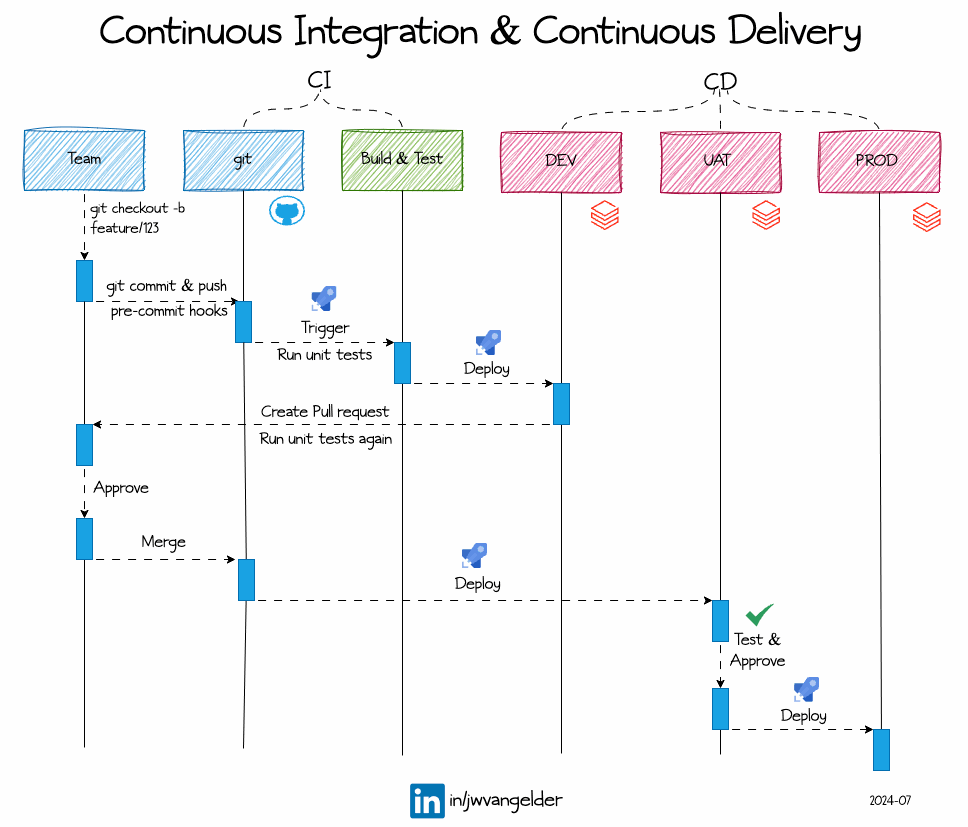 Continuous Integration & Continuous Delivery
CI
CD
Team
git
Build & Test
DEV
UAT
PROD
git checkout -b
feature/123
git commit & push
pre-commit hooks
Trigger
Run unit tests
Deploy
Create Pull request
Run unit tests again
Approve
Merge
Deploy
Test &
Approve
Deploy
in in/jwvangelder
2024-07